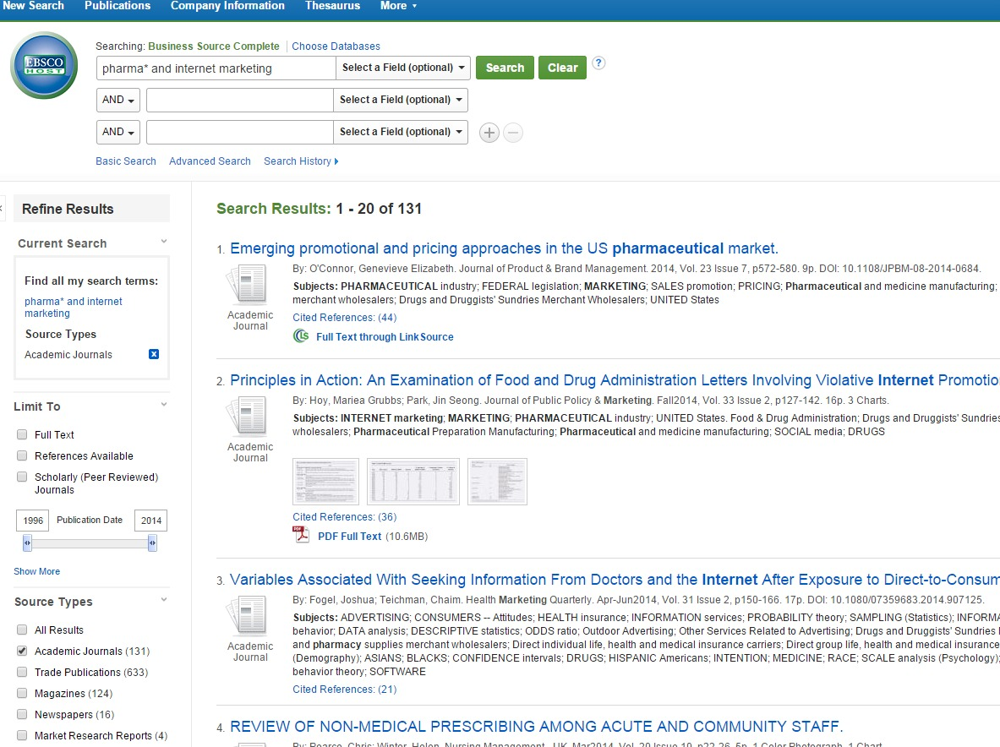 New Search Publications Company Information Thesaurus More
EBSCO
HOST
Searching: Business Source Complete Choose Databases
pharma* and internet marketing Select a Field (optional) Search Clear ?
AND Select a Field (optional)
AND Select a Field (optional)
Basic Search Advanced Search Search History
Refine Results
Current Search
Find all my search terms:
pharma* and internet
marketing
Source Types
Academic Journals x
Limit To
Full Text
References Available
Scholarly (Peer Reviewed)
Journals
1996 Publication Date 2014
Show More
Source Types
All Results
Academic Journals (131)
Trade Publications (633)
Magazines (124)
Newspapers (16)
Market Research Reports (4)
Search Results: 1 - 20 of 131
1. Emerging promotional and pricing approaches in the US pharmaceutical market.
By: O'Connor, Genevieve Elizabeth. Journal of Product & Brand Management. 2014, Vol. 23 Issue 7, p572-580. 9p. DOI: 10.1108/JPBM-08-2014-0684.
Subjects: PHARMACEUTICAL industry; FEDERAL legislation; MARKETING; SALES promotion; PRICING; Pharmaceutical and medicine manufacturing;
merchant wholesalers; Drugs and Druggists' Sundries Merchant Wholesalers; UNITED States
Academic
Journal
Cited References: (44)
Full Text through LinkSource
2. Principles in Action: An Examination of Food and Drug Administration Letters Involving Violative Internet Promotio
By: Hoy, Mariea Grubbs; Park, Jin Seong. Journal of Public Policy & Marketing. Fall2014, Vol. 33 Issue 2, p127-142. 16p. 3 Charts.
Subjects: INTERNET marketing; MARKETING; PHARMACEUTICAL industry; UNITED States. Food & Drug Administration; Drugs and Druggists' Sundries
wholesalers; Pharmaceutical Preparation Manufacturing; Pharmaceutical and medicine manufacturing; SOCIAL media; DRUGS
Academic
Journal
Cited References: (36)
PDF Full Text (10.6MB)
3. Variables Associated With Seeking Information From Doctors and the Internet After Exposure to Direct-to-Consum
By: Fogel, Joshua; Teichman, Chaim. Health Marketing Quarterly. Apr-Jun2014, Vol. 31 Issue 2, p150-166. 17p. DOI: 10.1080/07359683.2014.907125.
Subjects: ADVERTISING; CONSUMERS -- Attitudes; HEALTH insurance; INFORMATION services; PROBABILITY theory; SAMPLING (Statistics); INFORMA
behavior; DATA analysis; DESCRIPTIVE statistics; ODDS ratio; Outdoor Advertising; Other Services Related to Advertising; Drugs and Druggists' Sundries
and pharmacy supplies merchant wholesalers; Direct individual life, health and medical insurance carriers; Direct group life, health and medical insurance
(Demography); ASIANS; BLACKS; CONFIDENCE intervals; DRUGS; HISPANIC Americans; INTENTION; MEDICINE; RACE; SCALE analysis (Psychology);
behavior theory; SOFTWARE
Academic
Journal
Cited References: (21)
4. REVIEW OF NON-MEDICAL PRESCRIBING AMONG ACUTE AND COMMUNITY STAFF.
By: Pearce, Chris; Winter, Helen. Nursing Management - UK. Mar2014, Vol. 20 Issue 10, p22-26. 5p. 1 Color Photograph, 1 Chart.